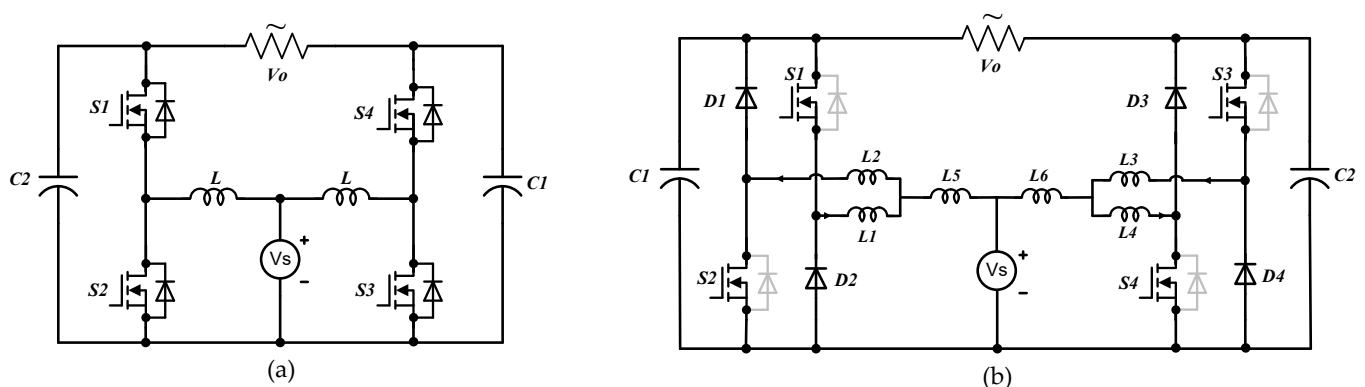 ~
Vo
S1
S4
C2
C1
L
L
Vs
+
-
S2
S3
(a)
~
Vo
D1
S1
D3
S3
C1
C2
L2
L5
L6
L3
L1
L4
Vs
+
-
S2
D2
S4
D4
(b)